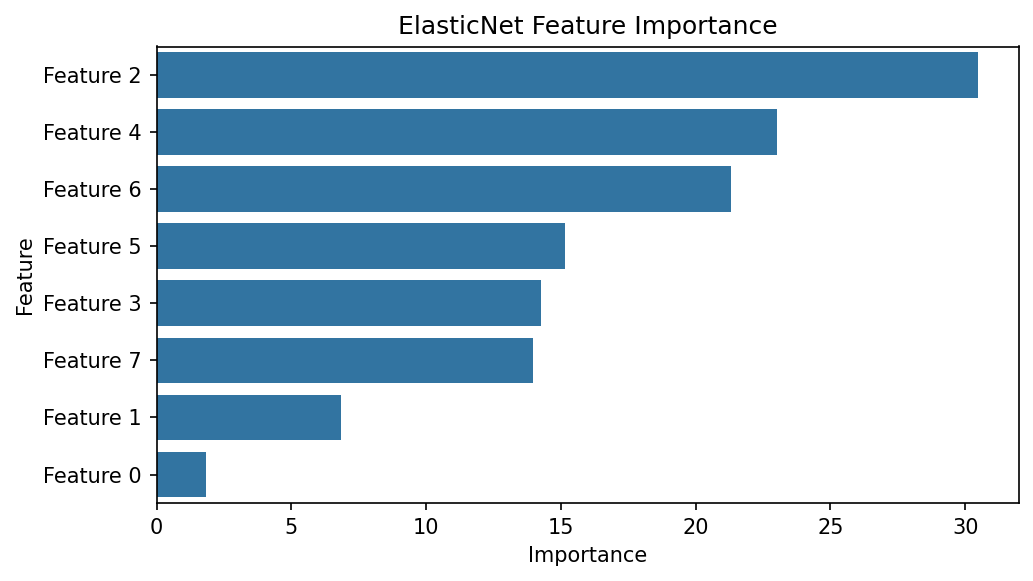 ElasticNet Feature Importance
Feature
Feature 2
Feature 4
Feature 6
Feature 5
Feature 3
Feature 7
Feature 1
Feature 0
0 5 10 15 20 25 30
Importance